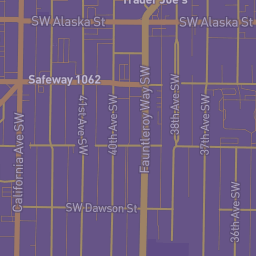 Trader Joe's
SW Alaska St
SW Alaska St
Safeway 1062
California Ave SW
41st Ave SW
40th Ave SW
Fauntleroy Way SW
38th Ave SW
37th Ave SW
36th Ave SW
SW Dawson St